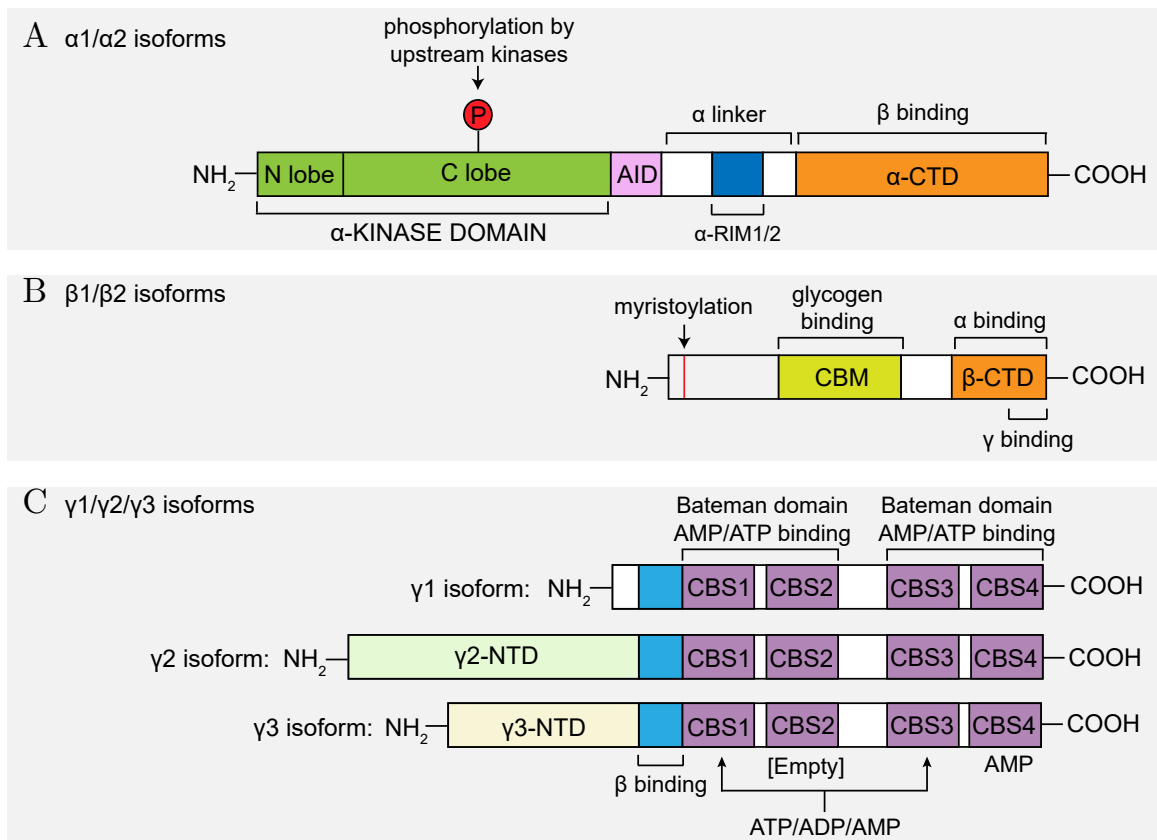 A α1/α2 isoforms
phosphorylation by
upstream kinases
P
α linker
β binding
NH2
N lobe
C lobe
AID
α-CTD
COOH
α-KINASE DOMAIN
α-RIM1/2
B β1/β2 isoforms
myristoylation
glycogen
binding
α binding
NH2
CBM
β-CTD
COOH
γ binding
C γ1/γ2/γ3 isoforms
Bateman domain
AMP/ATP binding
Bateman domain
AMP/ATP binding
γ1 isoform: NH2
CBS1
CBS2
CBS3
CBS4
COOH
γ2 isoform: NH2
γ2-NTD
CBS1
CBS2
CBS3
CBS4
COOH
γ3 isoform: NH2
γ3-NTD
CBS1
CBS2
CBS3
CBS4
COOH
β binding
[Empty]
AMP
ATP/ADP/AMP